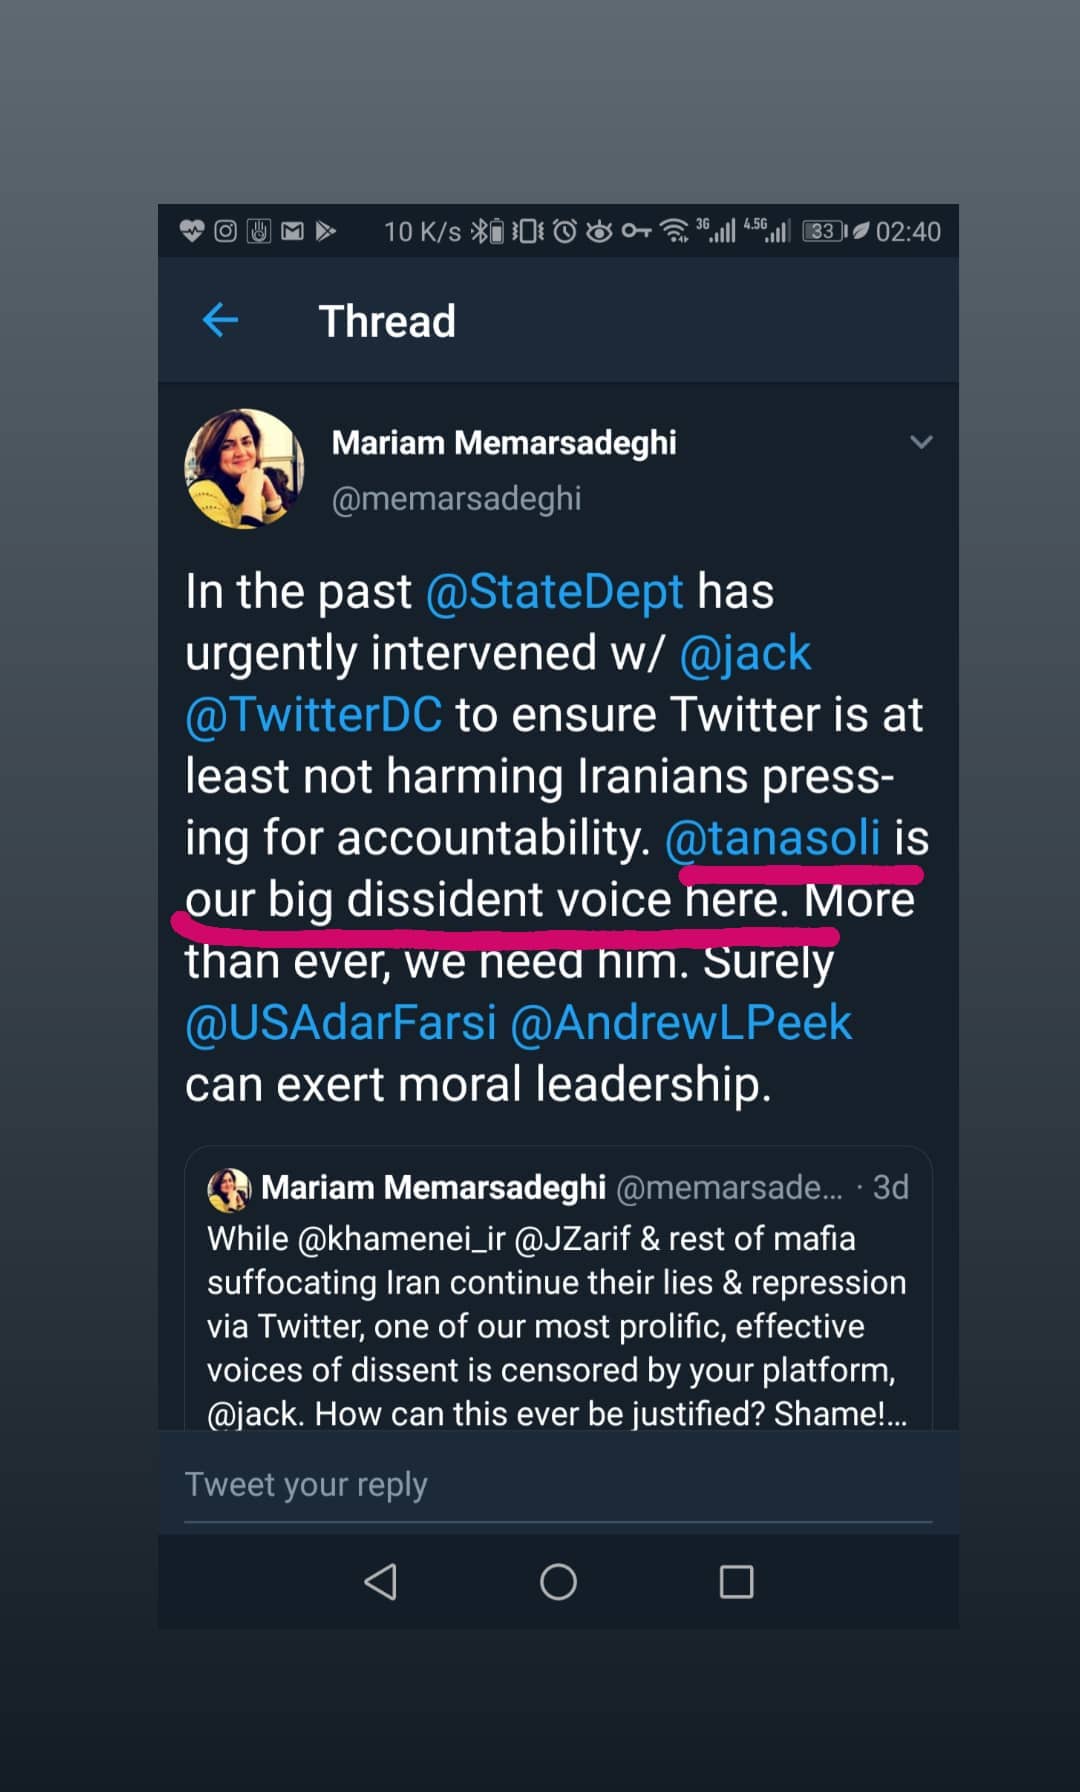 10 K/s 3G 4.5G 33 02:40
Thread
Mariam Memarsadeghi
@memarsadeghi
In the past @StateDept has
urgently intervened w/ @jack
@TwitterDC to ensure Twitter is at
least not harming Iranians press-
ing for accountability. @tanasoli is
our big dissident voice here. More
than ever, we need him. Surely
@USAdarFarsi @AndrewLPeek
can exert moral leadership.
Mariam Memarsadeghi @memarsade... · 3d
While @khamenei_ir @JZarif & rest of mafia
suffocating Iran continue their lies & repression
via Twitter, one of our most prolific, effective
voices of dissent is censored by your platform,
@jack. How can this ever be justified? Shame!...
Tweet your reply